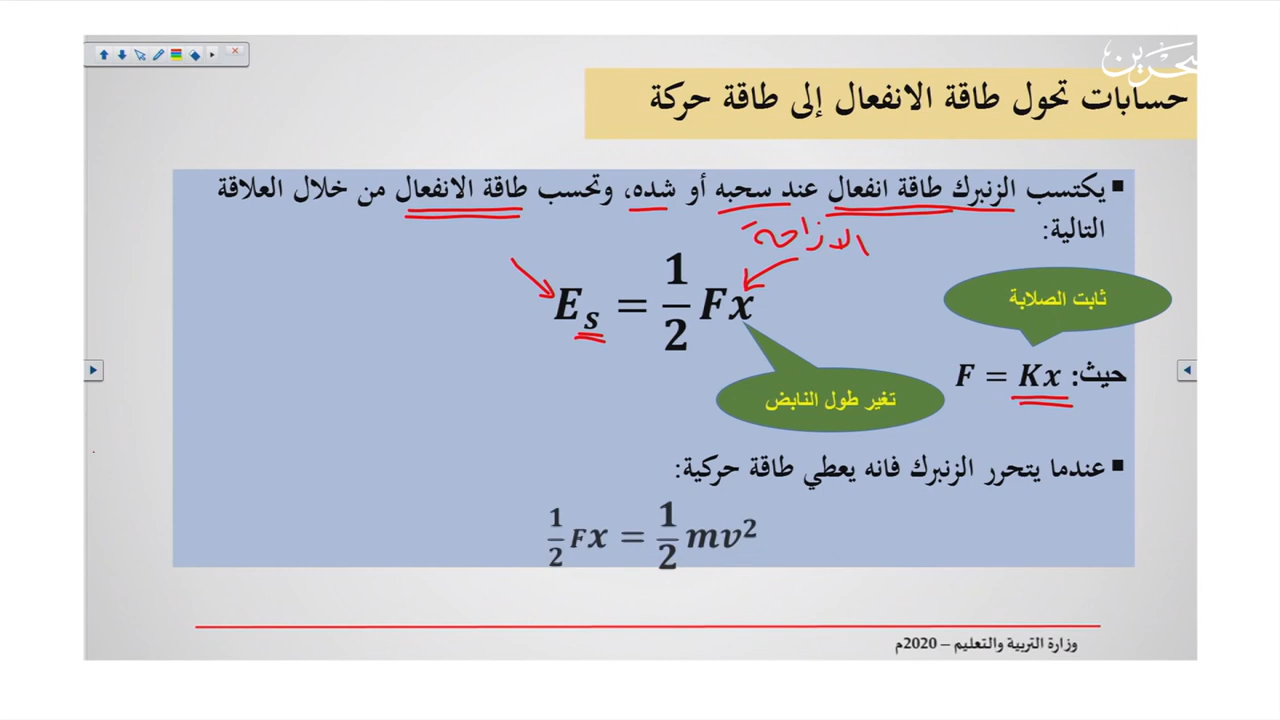 البحرين
حسابات تحول طاقة الانفعال إلى طاقة حركة
▪ يكتسب الزنبرك طاقة انفعال عند سحبه أو شده، وتحسب طاقة الانفعال من خلال العلاقة
التالية:
الازاحة
E_s = 1/2 Fx
ثابت الصلابة
حيث: F = Kx
تغير طول النابض
▪ عندما يتحرر الزنبرك فانه يعطي طاقة حركية:
1/2 Fx = 1/2 mv²
وزارة التربية والتعليم – 2020م